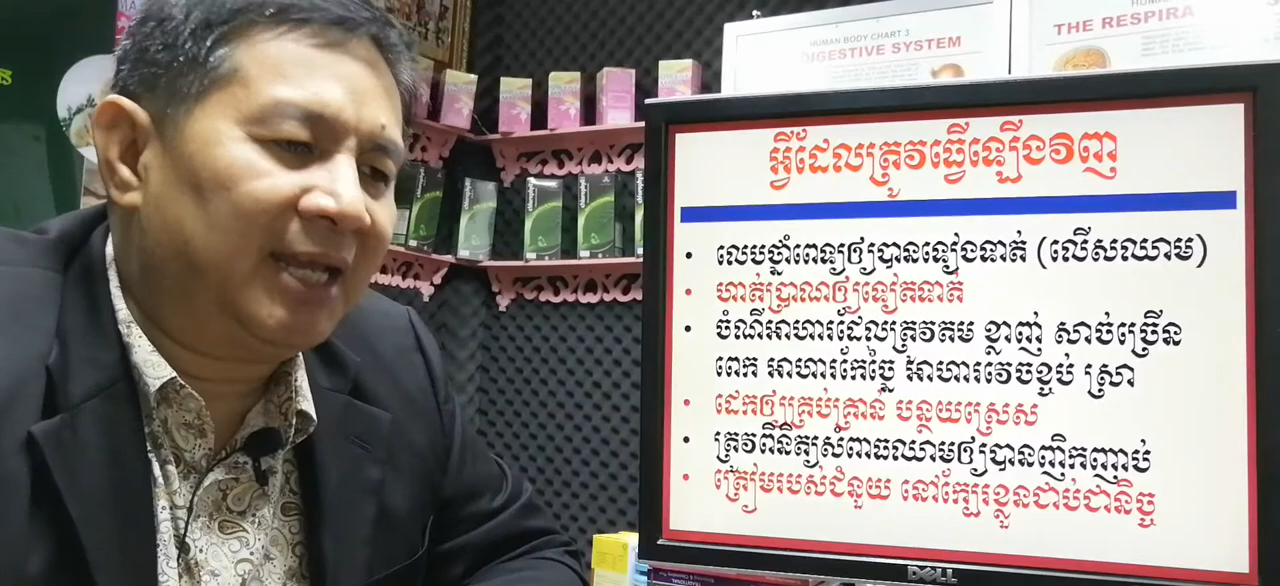 HUMAN BODY CHART 3
DIGESTIVE SYSTEM
THE RESPIRA
អ្វីដែលត្រូវធ្វើឡើងវិញ
• លេបថ្នាំពេទ្យឲ្យបានទៀងទាត់ (លើសឈាម)
• ហាត់ប្រាណឲ្យទៀតទាត់
• ចំណីអាហារដែលត្រវតម ខ្លាញ់ សាច់ច្រើន
ពេក អាហារកែច្នៃ អាហារវេចខ្ចប់ ស្រា
• ដេកឲ្យគ្រប់គ្រាន់ បន្ថយស្រេស
• ត្រវពិនិត្យសំពាធឈាមឲ្យបានញឹកញាប់
• ត្រៀមរបស់ជំនួយ នៅក្បែរខ្លួនជាប់ជានិច្ច
DELL